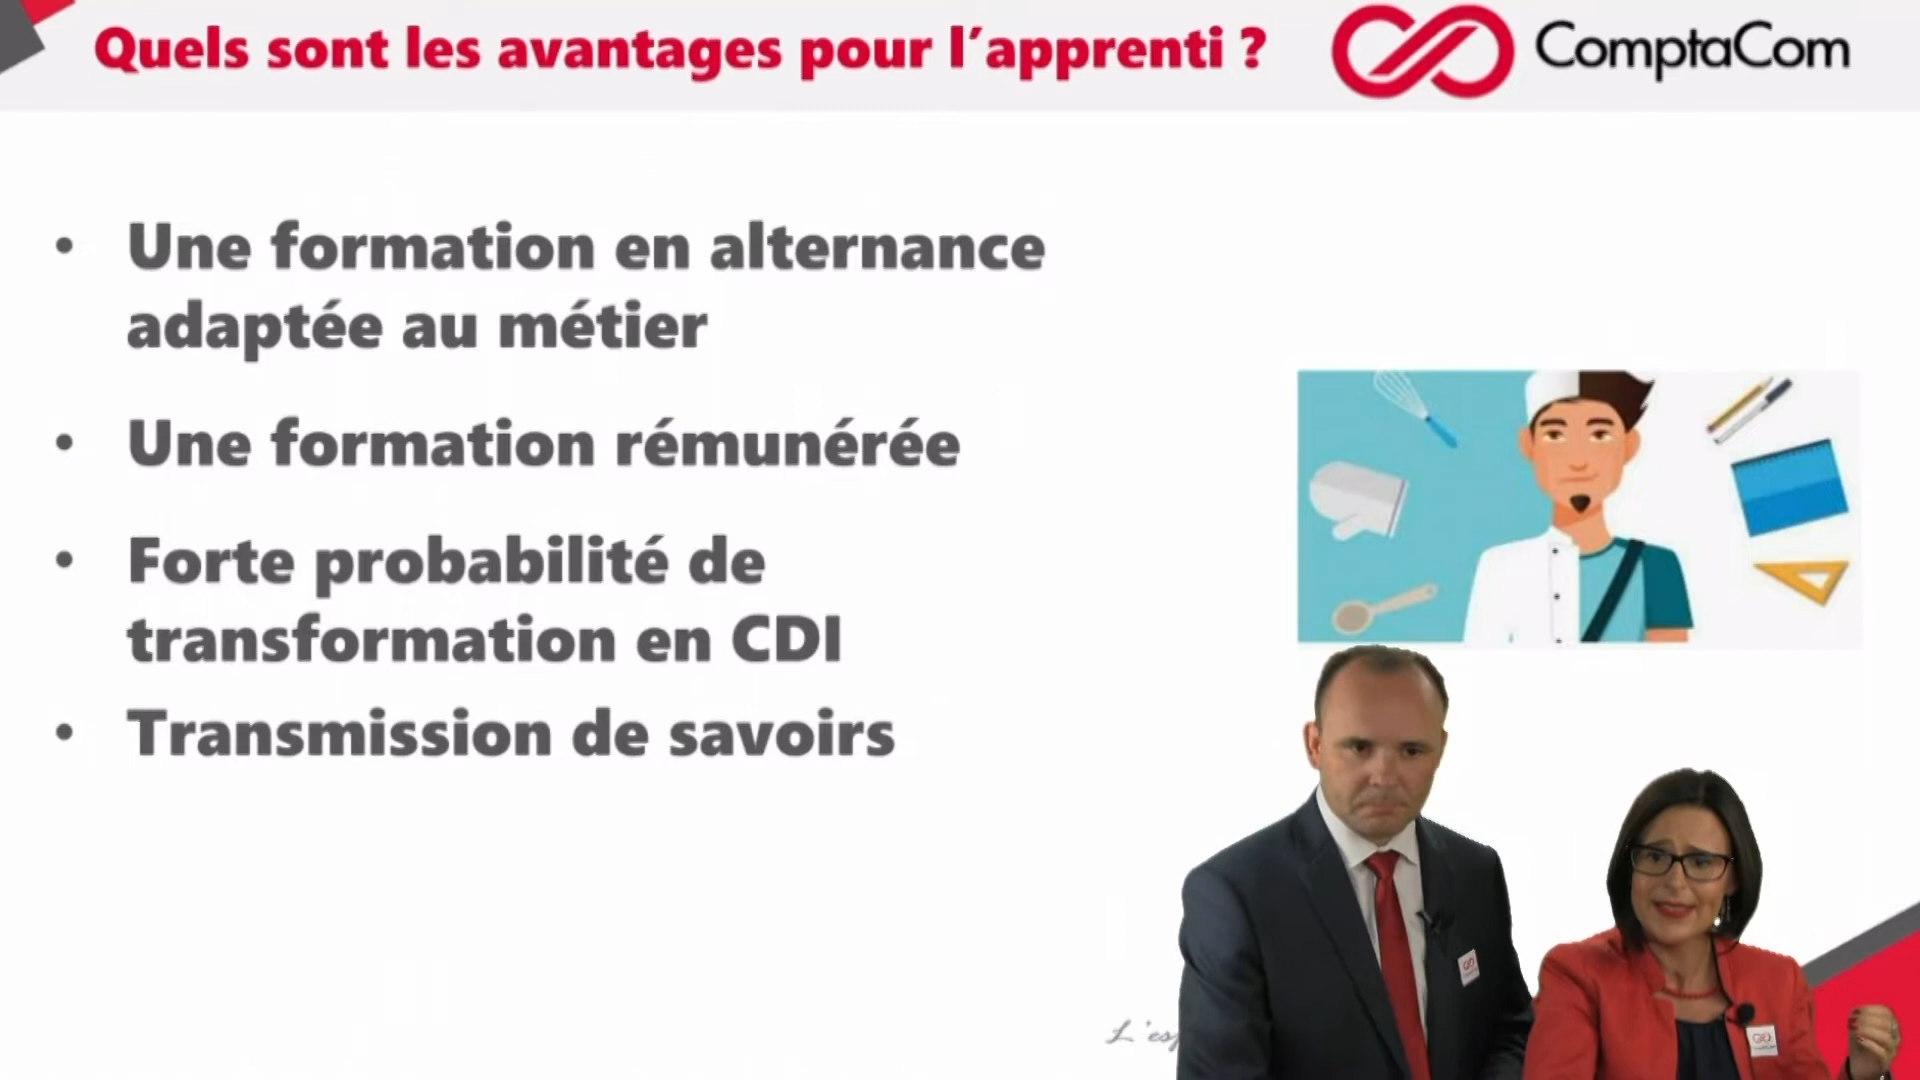 Quels sont les avantages pour l'apprenti ?
ComptaCom
• Une formation en alternance
adaptée au métier
• Une formation rémunérée
• Forte probabilité de
transformation en CDI
• Transmission de savoirs